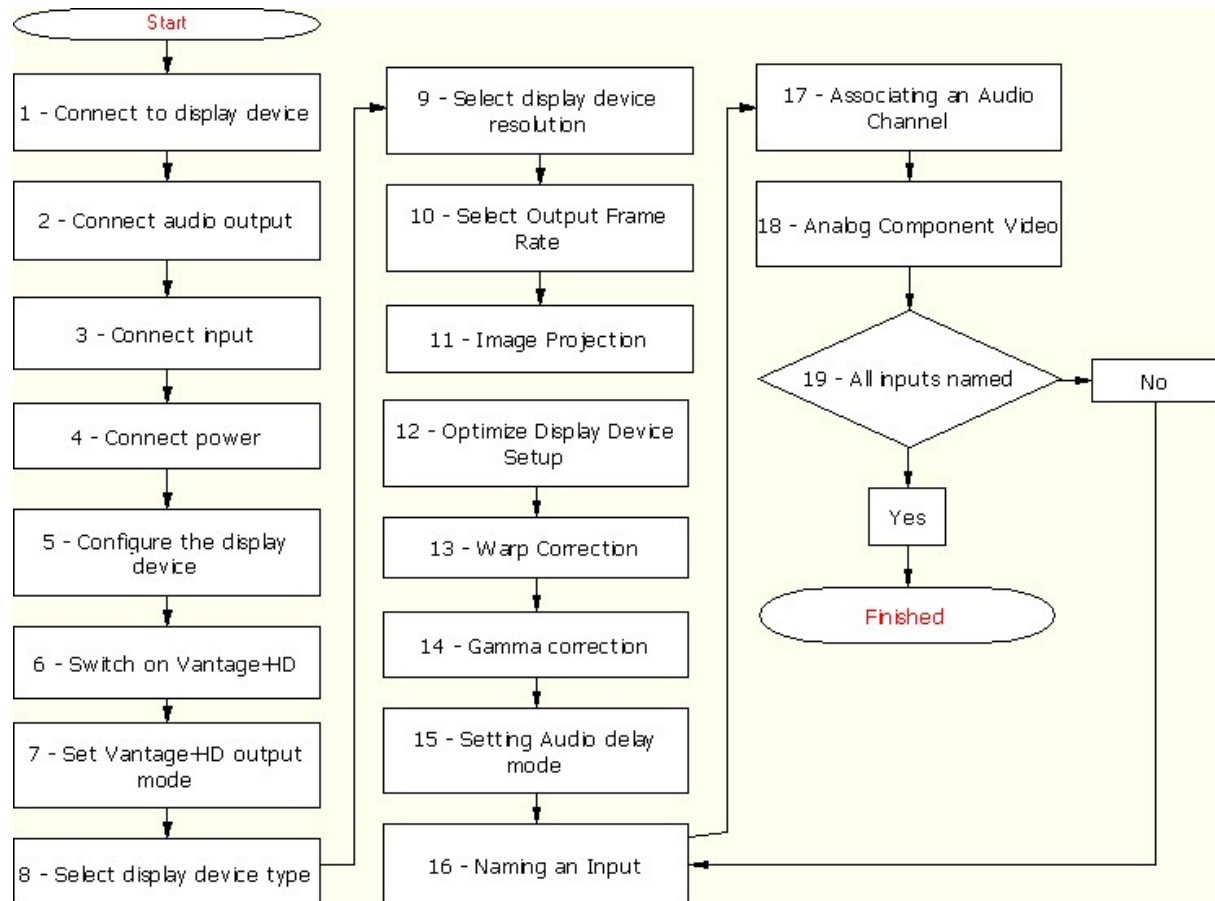 Start
1 - Connect to display device
2 - Connect audio output
3 - Connect input
4 - Connect power
5 - Configure the display
device
6 - Switch on Vantage-HD
7 - Set Vantage-HD output
mode
8 - Select display device type
9 - Select display device
resolution
10 - Select Output Frame
Rate
11 - Image Projection
12 - Optimize Display Device
Setup
13 - Warp Correction
14 - Gamma correction
15 - Setting Audio delay
mode
16 - Naming an Input
17 - Associating an Audio
Channel
18 - Analog Component Video
19 - All inputs named
No
Yes
Finished